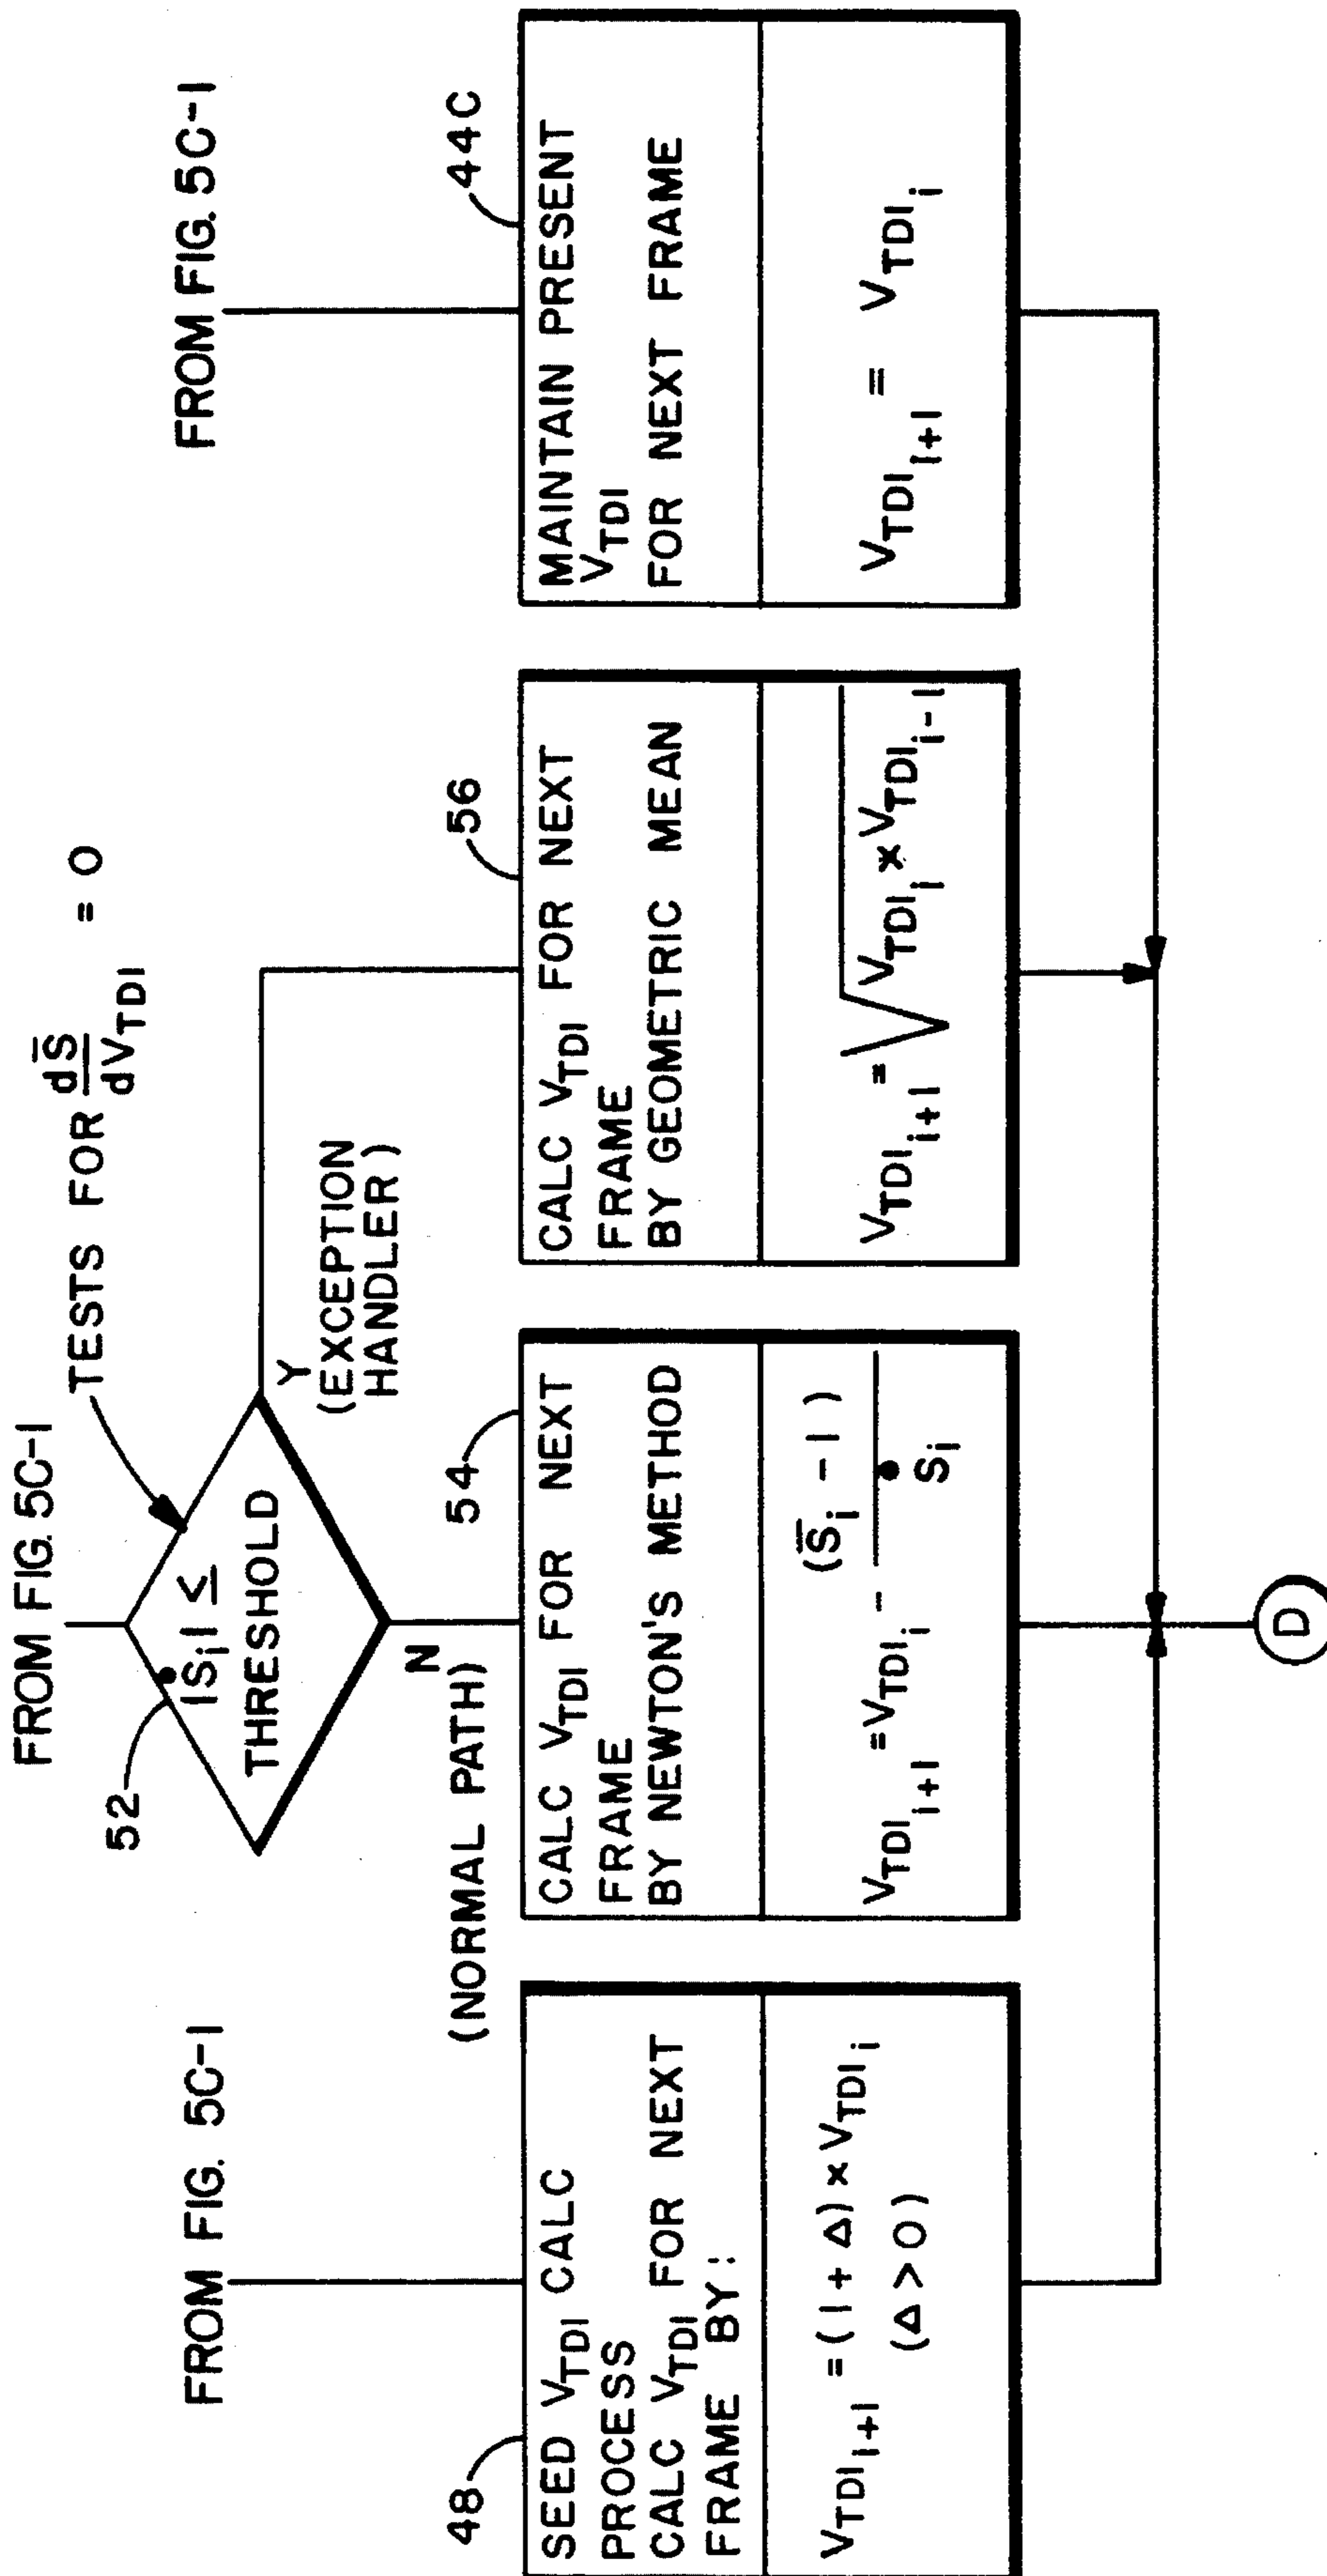 FROM FIG. 5C-1
FROM FIG. 5C-1
FROM FIG. 5C-1
TESTS FOR dS̄/dV_TDI = 0
52
|Ṡ_i| ≤
THRESHOLD
N
(NORMAL PATH)
Y
(EXCEPTION
HANDLER)
48
SEED V_TDI CALC
PROCESS
CALC V_TDI FOR NEXT
FRAME BY:
V_TDI_i+1 = (1 + Δ) × V_TDI_i
(Δ > 0)
54
CALC V_TDI FOR NEXT
FRAME
BY NEWTON'S METHOD
V_TDI_i+1 = V_TDI_i - (S̄_i - 1) / Ṡ_i
56
CALC V_TDI FOR NEXT
FRAME
BY GEOMETRIC MEAN
V_TDI_i+1 = √(V_TDI_i × V_TDI_i-1)
44C
MAINTAIN PRESENT
V_TDI
FOR NEXT FRAME
V_TDI_i+1 = V_TDI_i
D